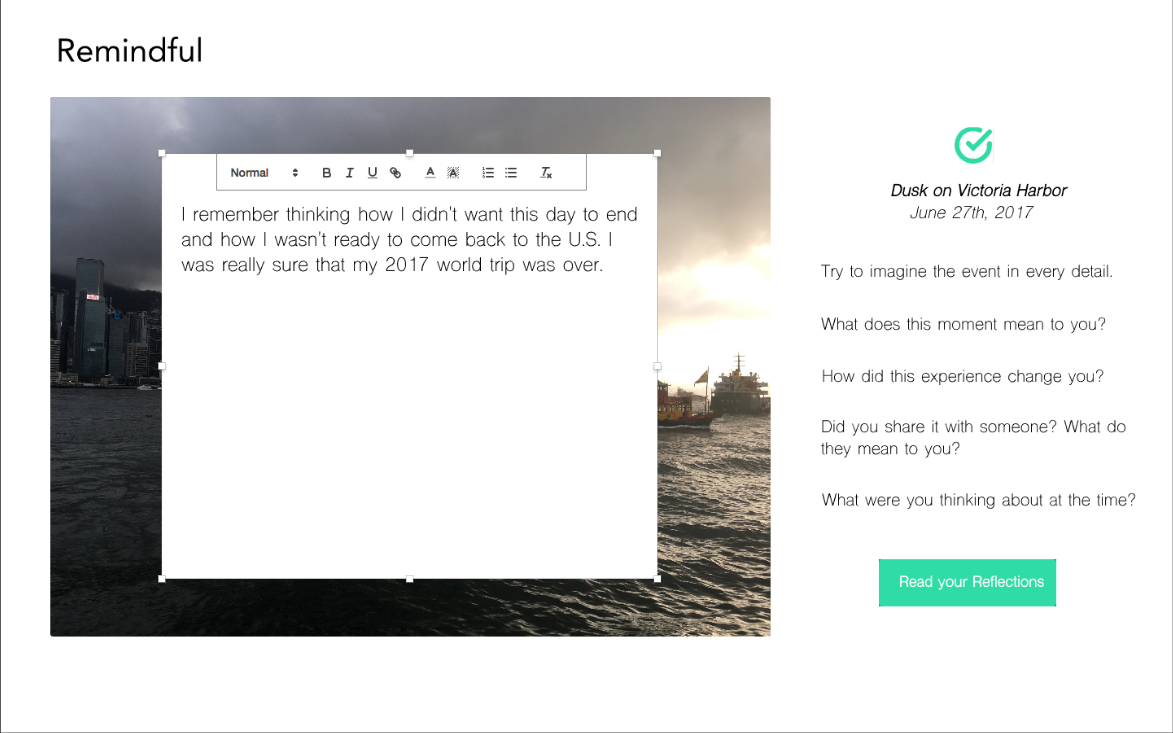 Remindful
Normal
B I U A A
I remember thinking how I didn't want this day to end
and how I wasn't ready to come back to the U.S. I
was really sure that my 2017 world trip was over.
Dusk on Victoria Harbor
June 27th, 2017
Try to imagine the event in every detail.
What does this moment mean to you?
How did this experience change you?
Did you share it with someone? What do
they mean to you?
What were you thinking about at the time?
Read your Reflections